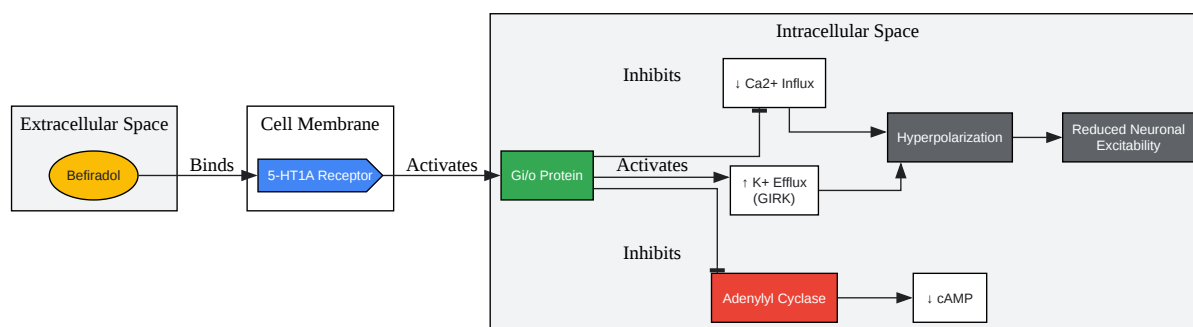 Intracellular Space
Inhibits
↓ Ca2+ Influx
Extracellular Space
Cell Membrane
Hyperpolarization
Reduced Neuronal
Excitability
Befiradol
Binds
5-HT1A Receptor
Activates
Gi/o Protein
Activates
↑ K+ Efflux
(GIRK)
Inhibits
Adenylyl Cyclase
↓ cAMP